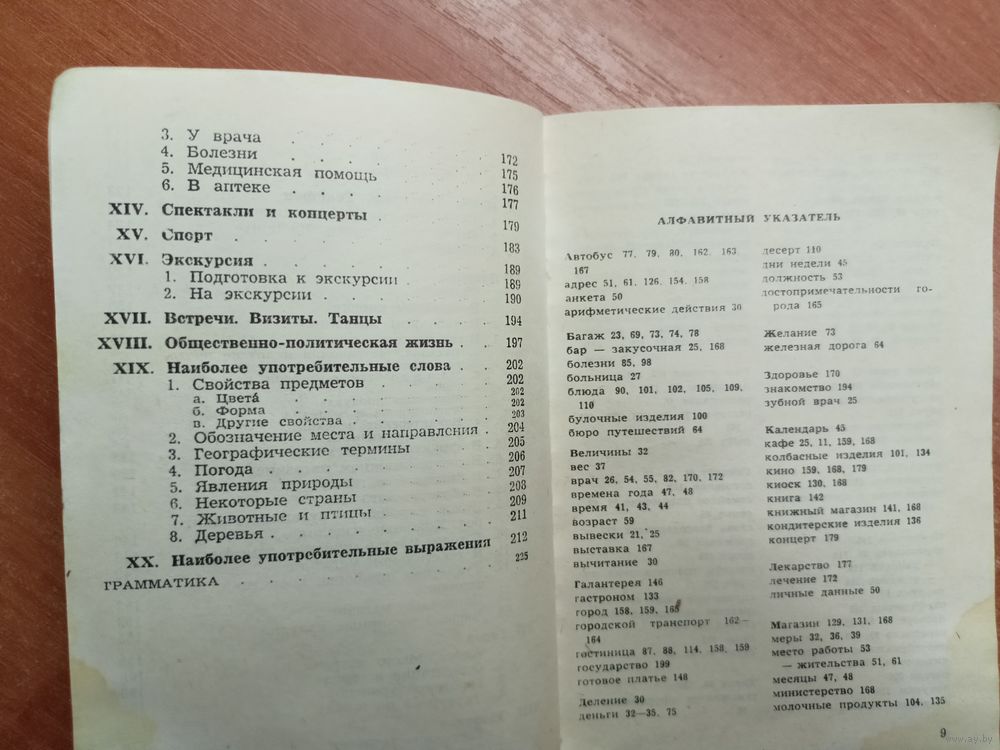 3. У врача . . . . . 172
4. Болезни . . . . . 175
5. Медицинская помощь . . . 176
6. В аптеке . . . . 177
XIV. Спектакли и концерты . . . 179
XV. Спорт . . . . . 183
XVI. Экскурсия . . . . . 189
1. Подготовка к экскурсии . . . 189
2. На экскурсии . . . . . 190
XVII. Встречи. Визиты. Танцы . . . . 194
XVIII. Общественно-политическая жизнь . . 197
XIX. Наиболее употребительные слова . . 202
1. Свойства предметов . . . . 202
а. Цвета́ . . . . . 202
б. Форма . . . . . 202
в. Другие свойства . . . . 203
2. Обозначение места и направления . 204
3. Географические термины . . . 205
4. Погода . . . . . 206
5. Явления природы . . . . 207
6. Некоторые страны . . . . 208
7. Животные и птицы . . . . 209
8. Деревья . . . . . 211
XX. Наиболее употребительные выражения 212
ГРАММАТИКА . . . . . 225
АЛФАВИТНЫЙ УКАЗАТЕЛЬ
Автобус 77, 79, 80, 162, 163
167
адрес 51, 61, 126, 154, 158
анкета 50
арифметические действия 30
Багаж 23, 69, 73, 74, 78
бар — закусочная 25, 168
болезни 85, 98
больница 27
блюда 90, 101, 102, 105, 109,
110
булочные изделия 100
бюро путешествий 64
Величины 32
вес 37
врач 26, 54, 55, 82, 170, 172
времена года 47, 48
время 41, 43, 44
возраст 59
вывески 21, 25
выставка 167
вычитание 30
Галантерея 146
гастроном 133
город 158, 159, 165
городской транспорт 162—
164
гостиница 87, 88, 114, 158, 159
государство 199
готовое платье 148
Деление 30
деньги 32—35, 75
десерт 110
дни недели 45
должность 53
достопримечательности го-
рода 165
Желание 73
железная дорога 64
Здоровье 170
знакомство 194
зубной врач 25
Календарь 45
кафе 25, 11, 159, 168
колбасные изделия 101, 134
кино 159, 168, 179
киоск 130, 168
книга 142
книжный магазин 141, 168
кондитерские изделия 136
концерт 179
Лекарство 177
лечение 172
личные данные 50
Магазин 129, 131, 168
меры 32, 36, 39
место работы 53
— жительства 51, 61
месяцы 47, 48
министерство 168
молочные продукты 104, 135
9
www.ay.by